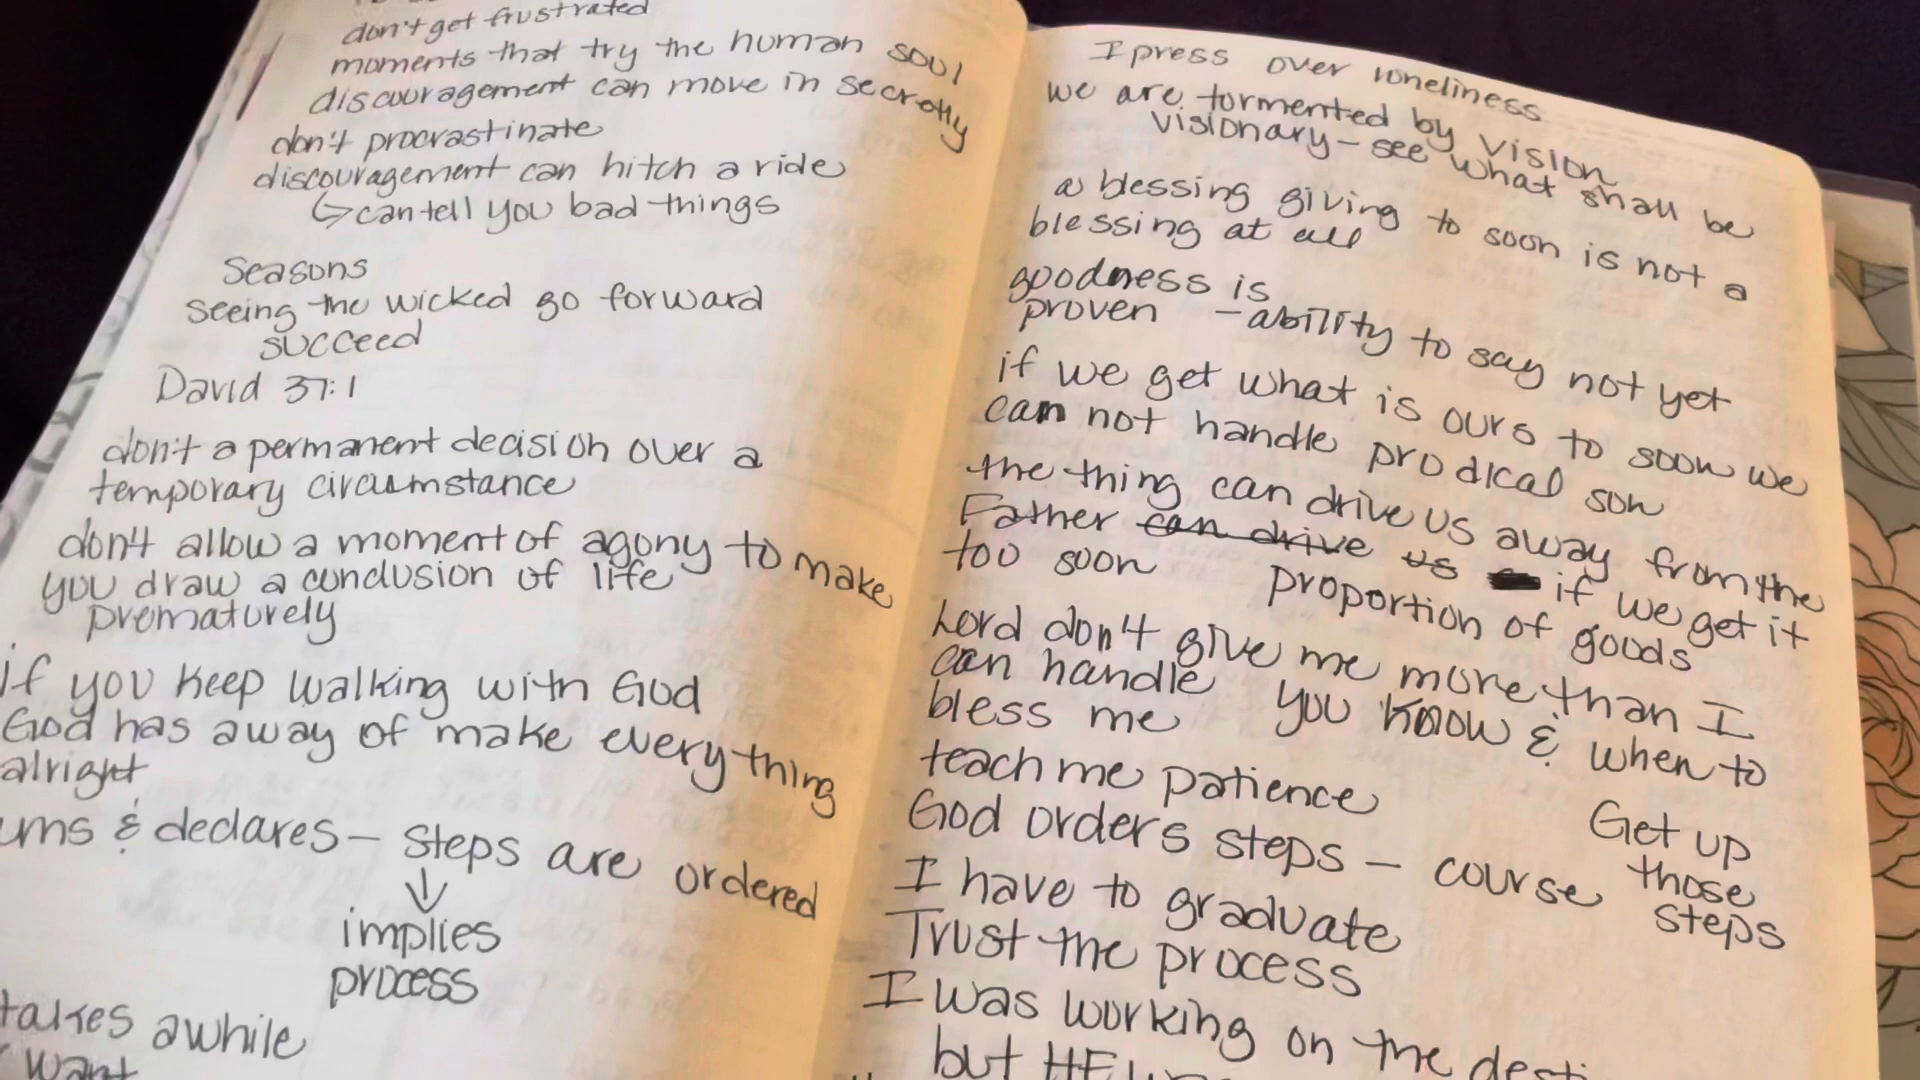 don't get frustrated
moments that try the human soul
discouragement can move in secretly
don't procrastinate
discouragement can hitch a ride
↳ can tell you bad things
Seasons
seeing the wicked go forward
succeed
David 37:1
don't a permanent decision over a
temporary circumstance
don't allow a moment of agony to make
you draw a conclusion of life
prematurely
if you keep walking with God
God has away of make everything
alright
ums & declares - steps are ordered
↓
implies
process
takes awhile
want
I press over loneliness
we are tormented by vision
visionary - see what shall be
a blessing giving to soon is not a
blessing at all
goodness is
proven - ability to say not yet
if we get what is ours to soon we
can not handle prodical son
the thing can drive us away from the
Father can drive us if we get it
too soon proportion of goods
Lord don't give me more than I
can handle you know & when to
bless me
teach me patience
God orders steps - course
Get up
those
steps
I have to graduate
Trust the process
I was working on the desti
but HE